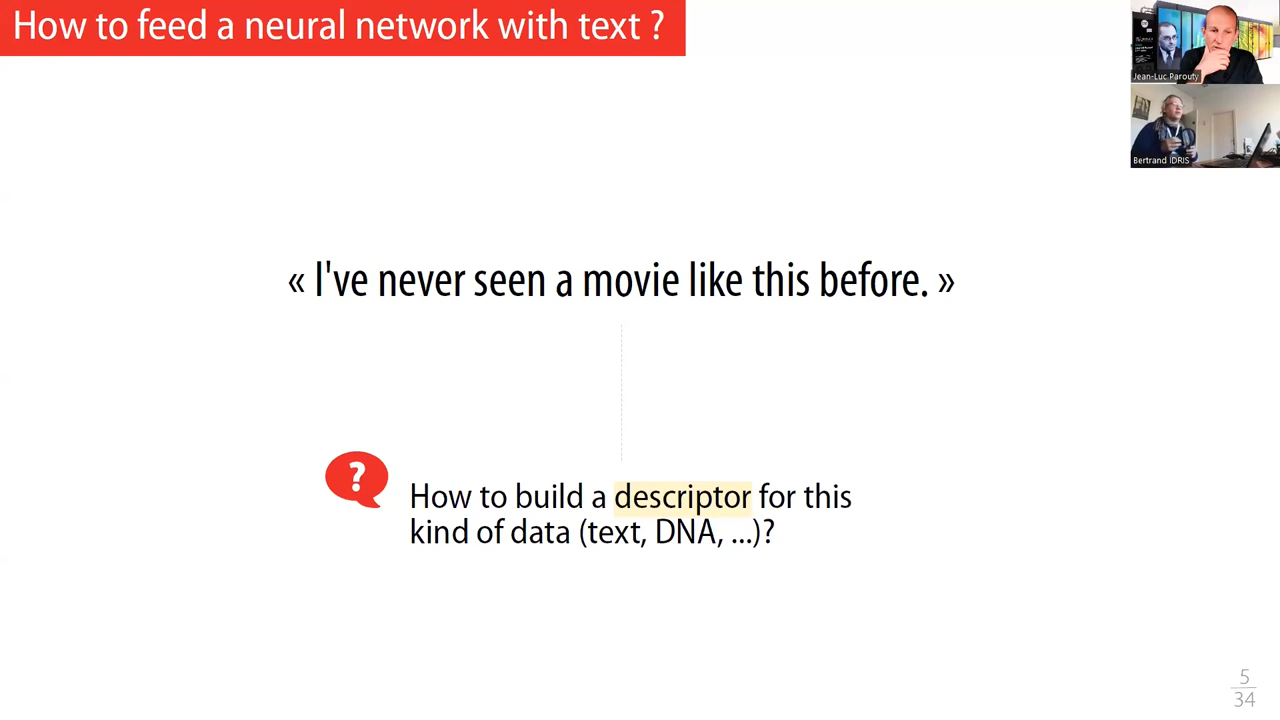 How to feed a neural network with text ?
Jean-Luc Parouty
Bertrand IDRIS
« I've never seen a movie like this before. »
?
How to build a descriptor for this
kind of data (text, DNA, ...)?
5
34